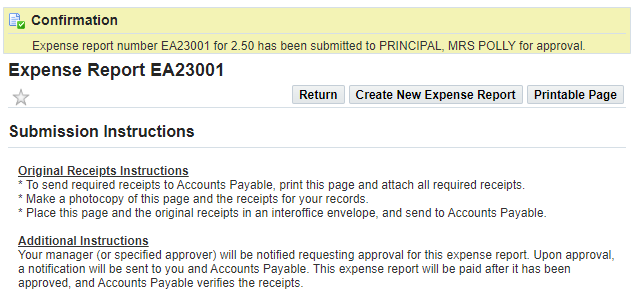 Confirmation
Expense report number EA23001 for 2.50 has been submitted to PRINCIPAL, MRS POLLY for approval.
Expense Report EA23001
Return Create New Expense Report Printable Page
Submission Instructions
Original Receipts Instructions
* To send required receipts to Accounts Payable, print this page and attach all required receipts.
* Make a photocopy of this page and the receipts for your records.
* Place this page and the original receipts in an interoffice envelope, and send to Accounts Payable.
Additional Instructions
Your manager (or specified approver) will be notified requesting approval for this expense report. Upon approval,
a notification will be sent to you and Accounts Payable. This expense report will be paid after it has been
approved, and Accounts Payable verifies the receipts.